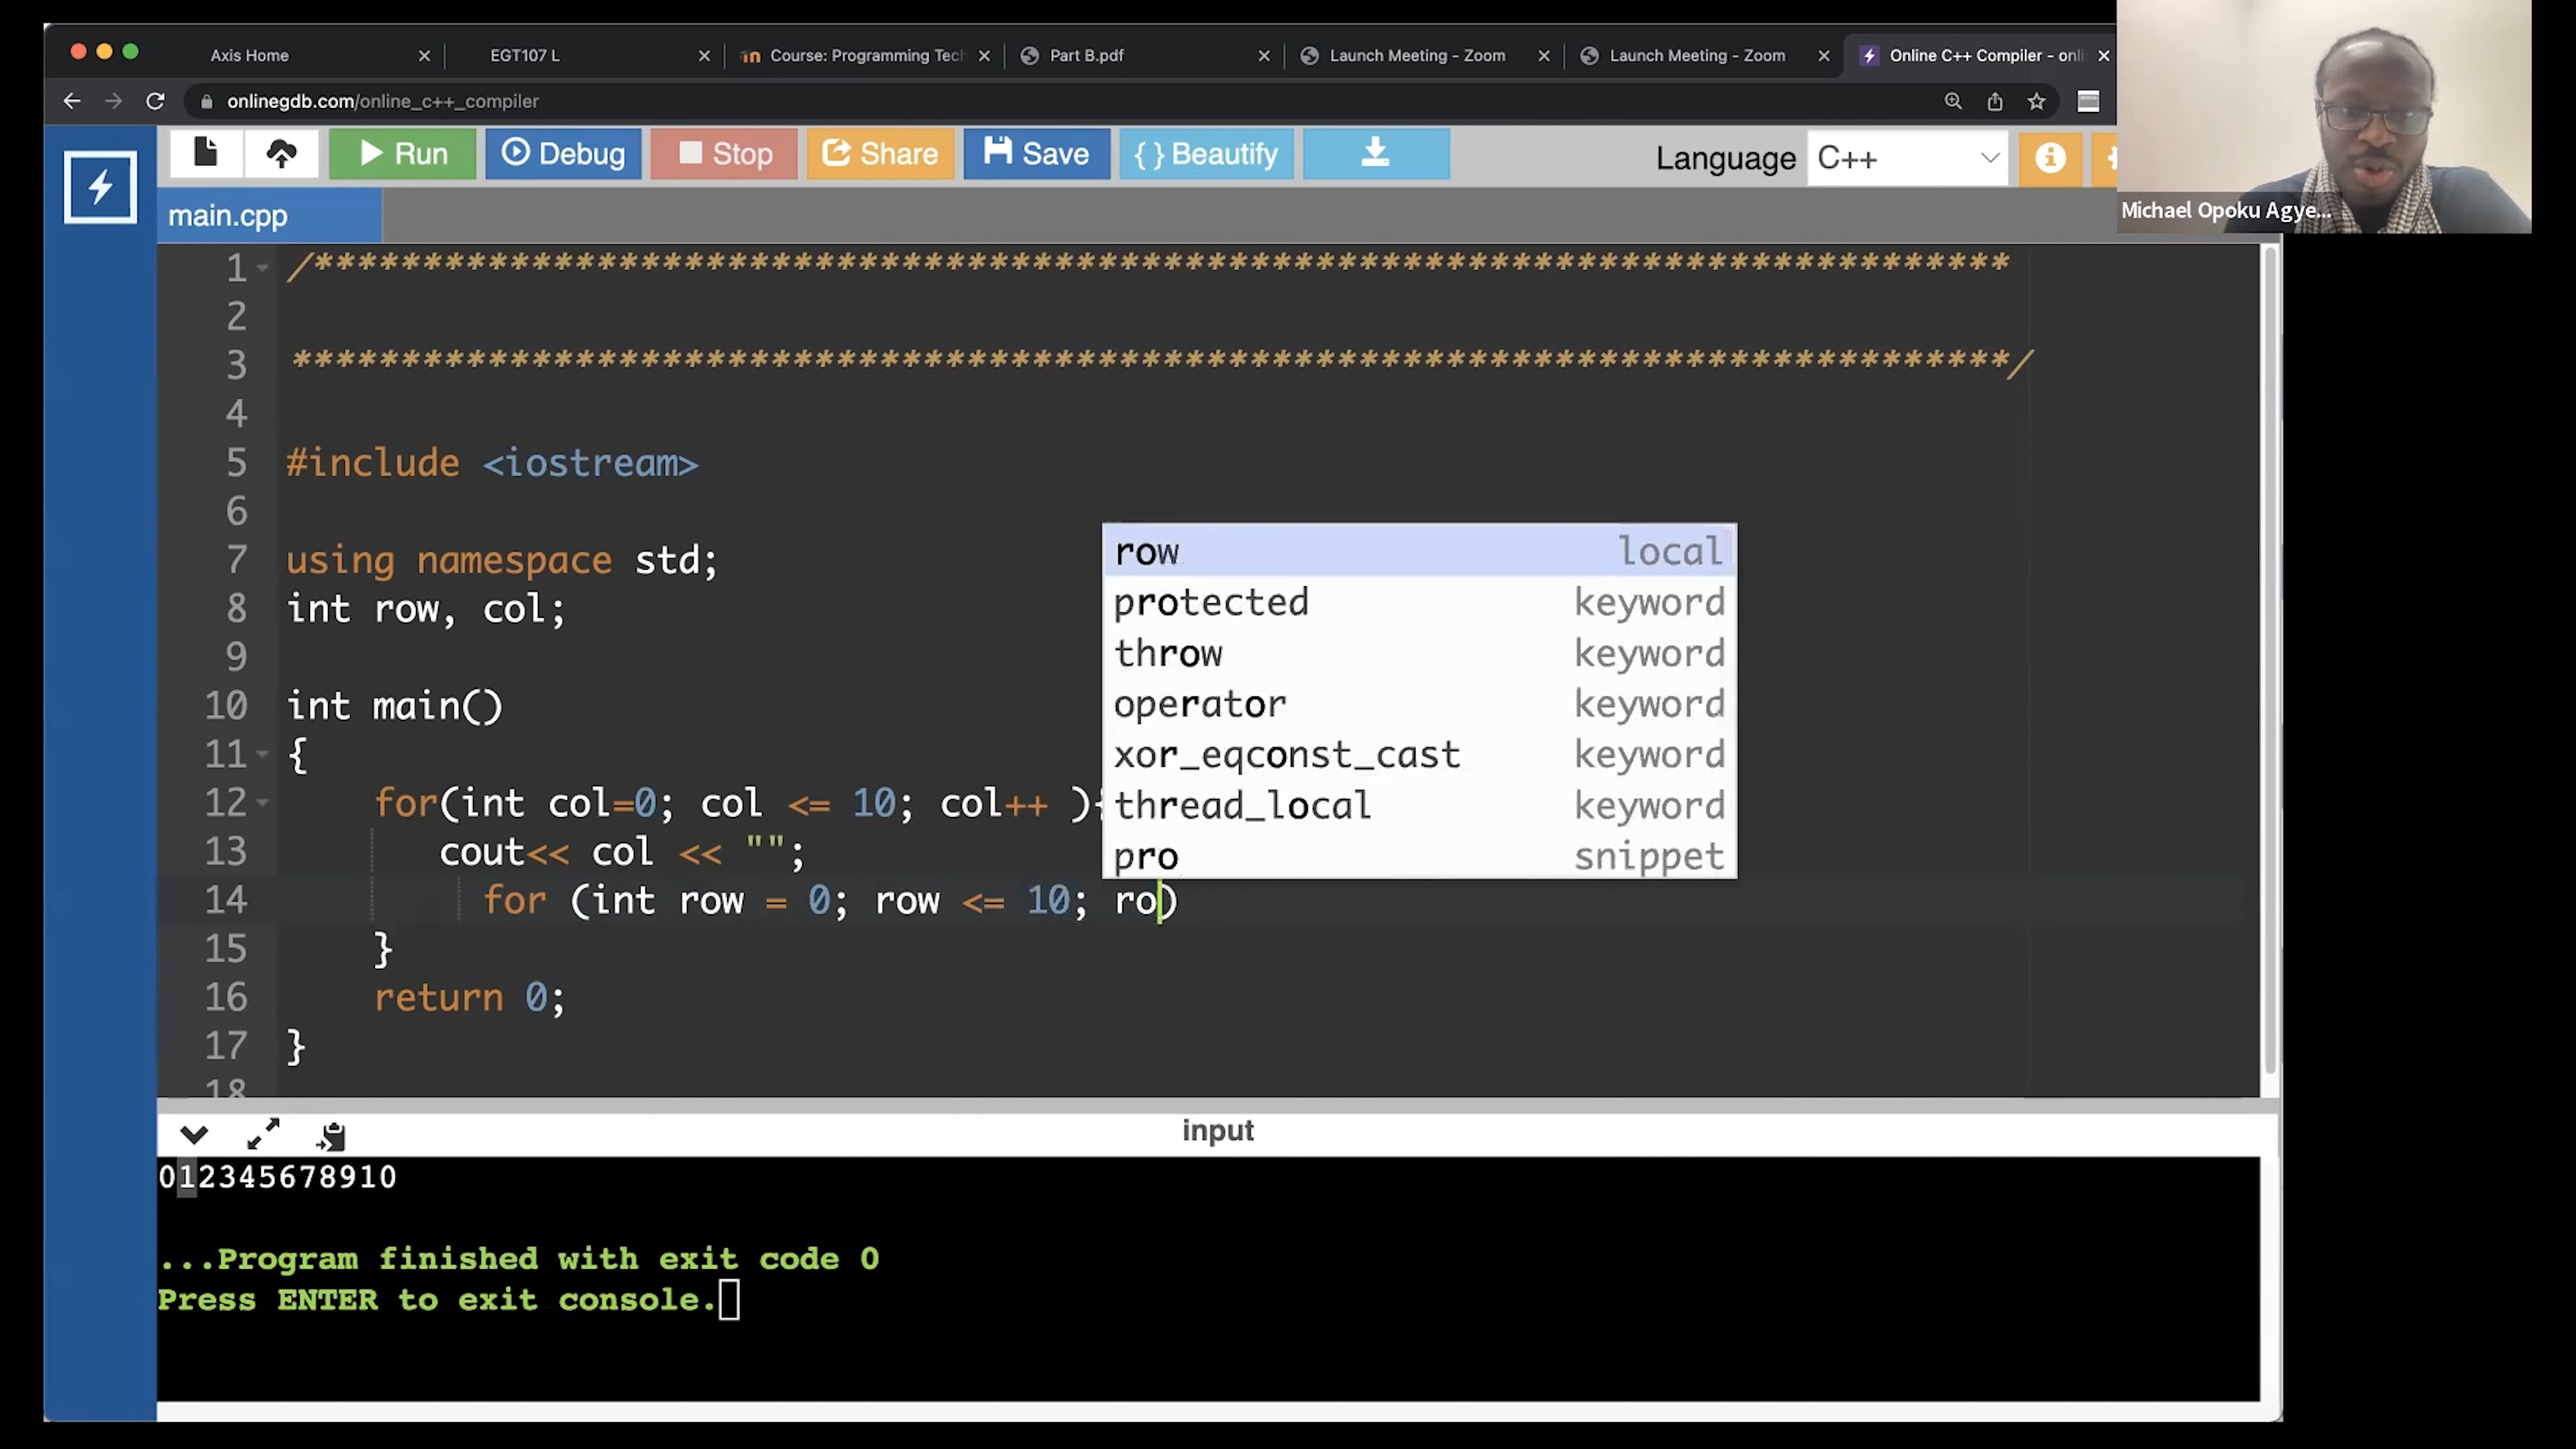 Axis Home
EGT107 L
Course: Programming Tech
Part B.pdf
Launch Meeting - Zoom
Launch Meeting - Zoom
Online C++ Compiler - onli
onlinegdb.com/online_c++_compiler
Run
Debug
Stop
Share
Save
{ } Beautify
Language C++
Michael Opoku Agye...
main.cpp
1 /*******************************************************************************
2
3 *******************************************************************************/
4
5 #include <iostream>
6
7 using namespace std;
8 int row, col;
9
10 int main()
11 {
12 for(int col=0; col <= 10; col++ ){
13 cout<< col << "";
14 for (int row = 0; row <= 10; ro)
15 }
16 return 0;
17 }
18
row local
protected keyword
throw keyword
operator keyword
xor_eqconst_cast keyword
thread_local keyword
pro snippet
input
012345678910
...Program finished with exit code 0
Press ENTER to exit console.